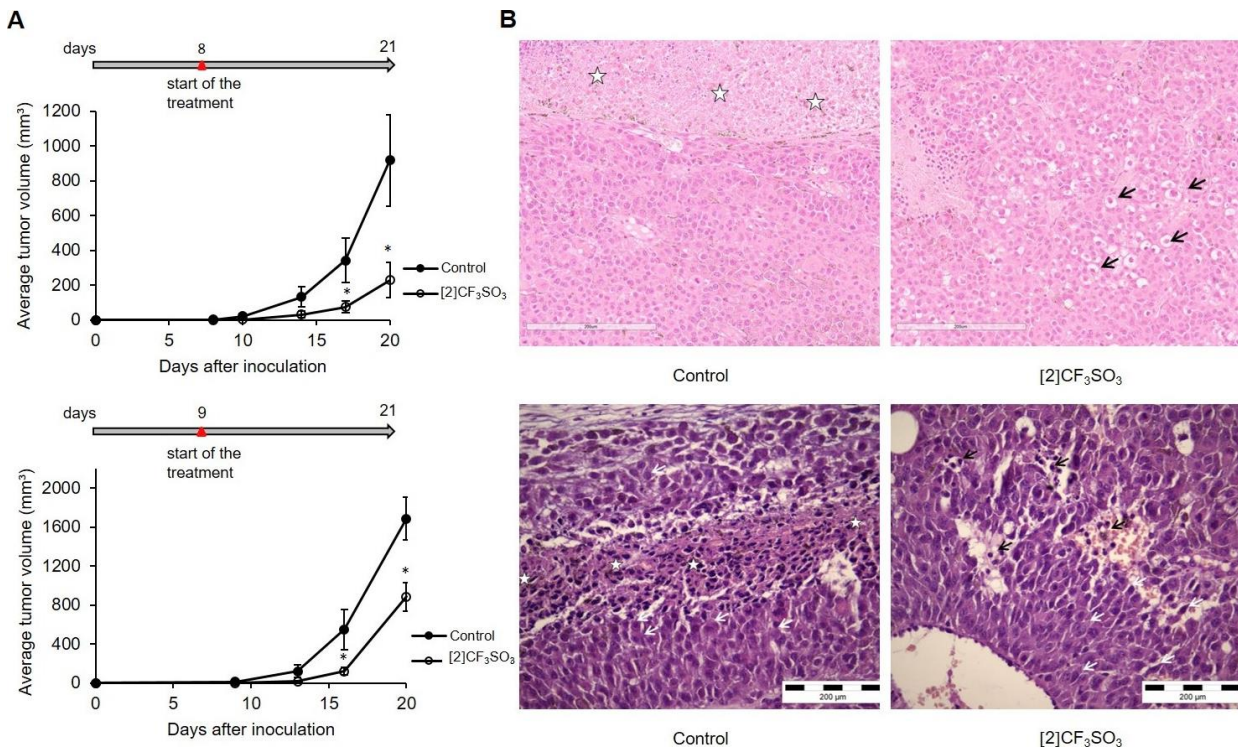 A
days
8
21
start of the
treatment
Average tumor volume (mm³)
1200
1000
800
600
400
200
0
*
*
Control
[2]CF₃SO₃
0
5
10
15
20
Days after inoculation
days
9
21
start of the
treatment
Average tumor volume (mm³)
2000
1600
1200
800
400
0
*
*
Control
[2]CF₃SO₃
0
5
10
15
20
Days after inoculation
B
Control
[2]CF₃SO₃
200 µm
200 µm
Control
[2]CF₃SO₃